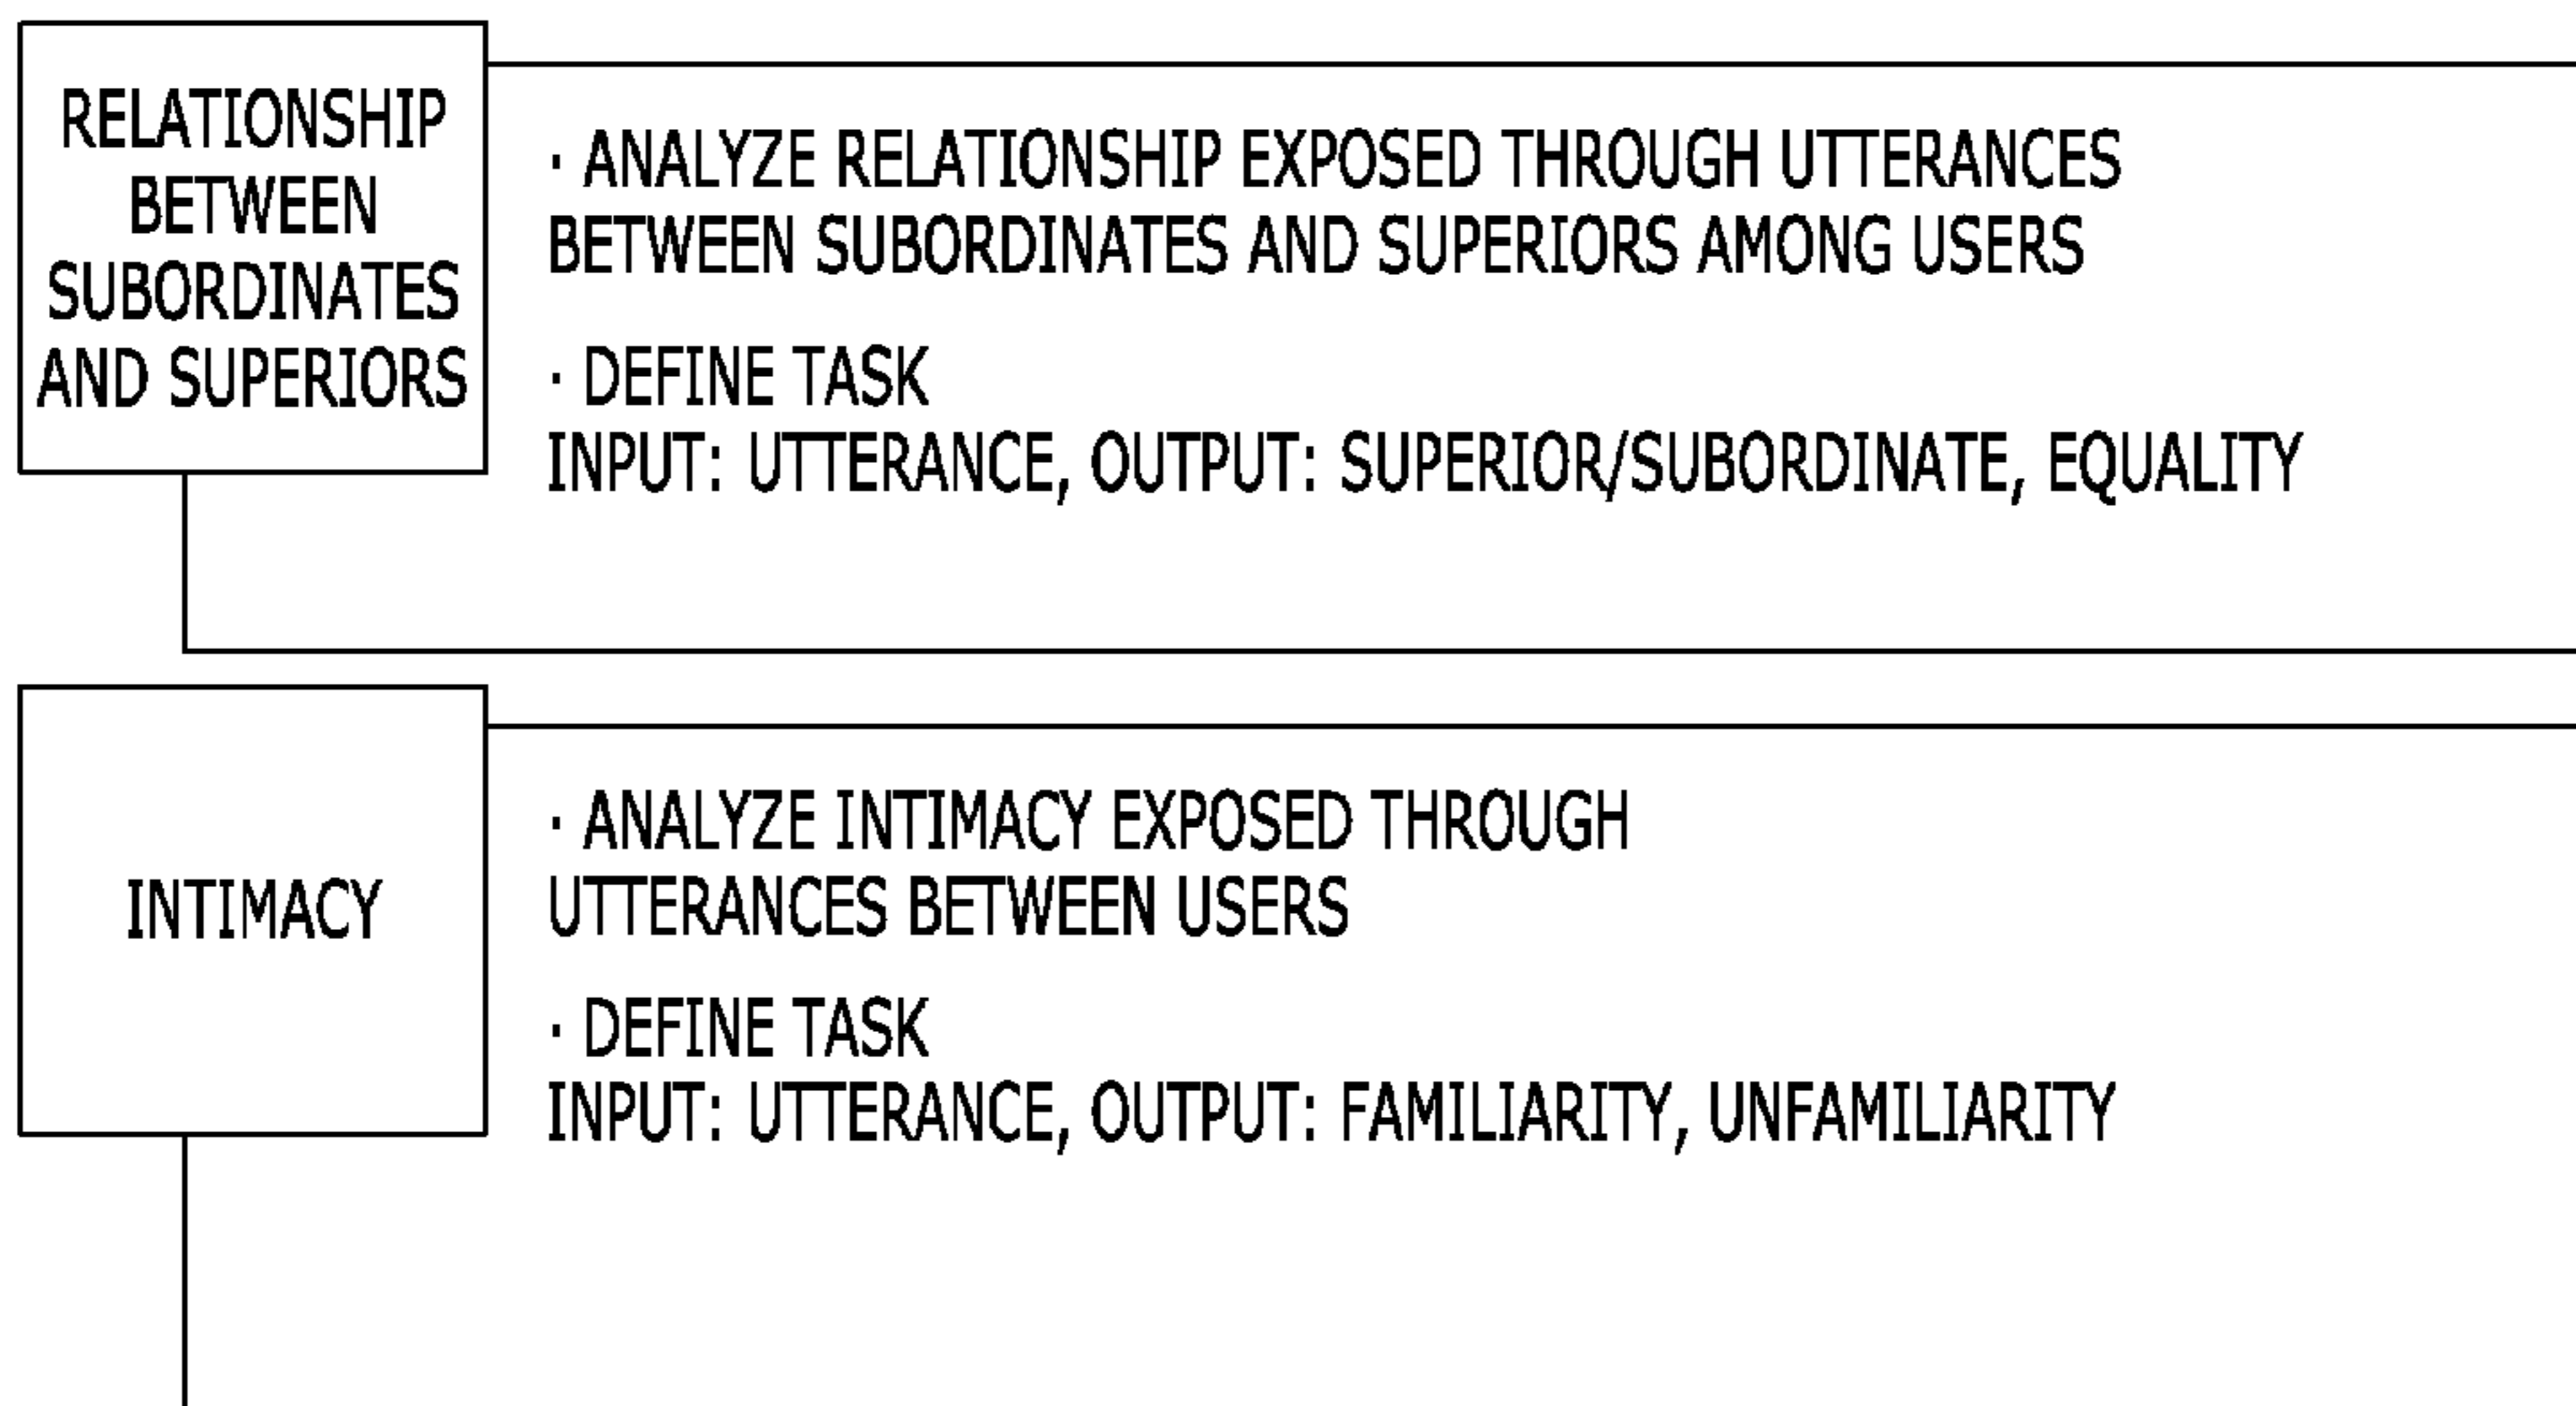 RELATIONSHIP
BETWEEN
SUBORDINATES
AND SUPERIORS
· ANALYZE RELATIONSHIP EXPOSED THROUGH UTTERANCES
BETWEEN SUBORDINATES AND SUPERIORS AMONG USERS
· DEFINE TASK
INPUT: UTTERANCE, OUTPUT: SUPERIOR/SUBORDINATE, EQUALITY
INTIMACY
· ANALYZE INTIMACY EXPOSED THROUGH
UTTERANCES BETWEEN USERS
· DEFINE TASK
INPUT: UTTERANCE, OUTPUT: FAMILIARITY, UNFAMILIARITY